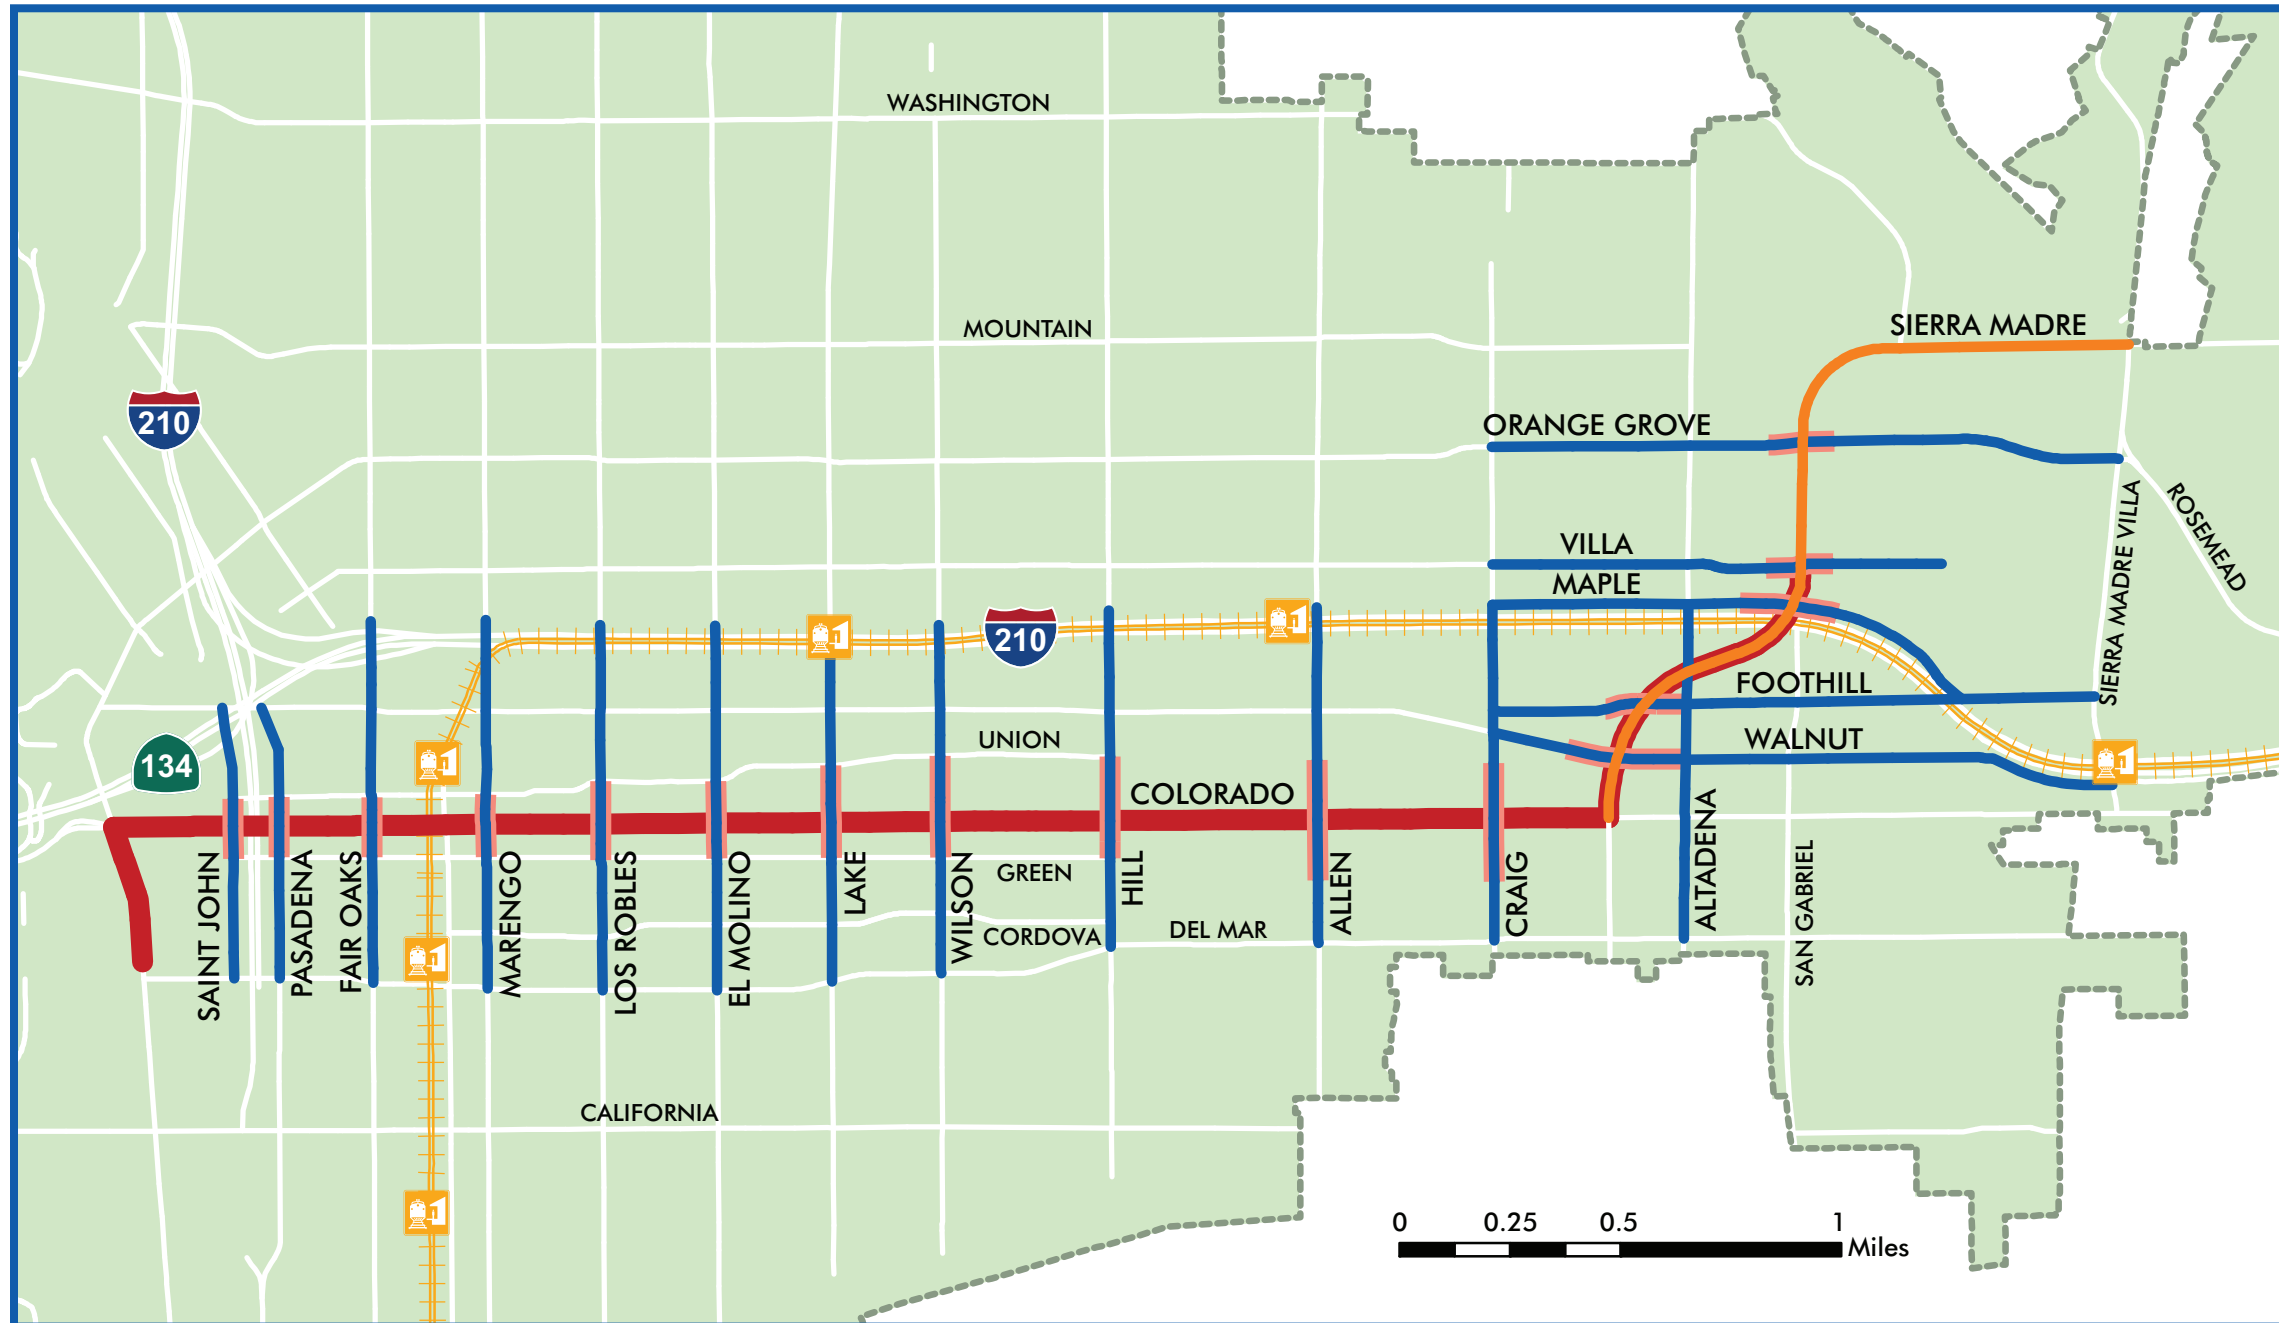 WASHINGTON
MOUNTAIN
SIERRA MADRE
210
ORANGE GROVE
SIERRA MADRE VILLA
ROSEMEAD
VILLA
MAPLE
210
FOOTHILL
UNION
WALNUT
134
COLORADO
SAINT JOHN
PASADENA
FAIR OAKS
MARENGO
LOS ROBLES
EL MOLINO
LAKE
WILSON
GREEN
HILL
ALLEN
CRAIG
ALTADENA
SAN GABRIEL
CORDOVA
DEL MAR
CALIFORNIA
0 0.25 0.5 1
Miles